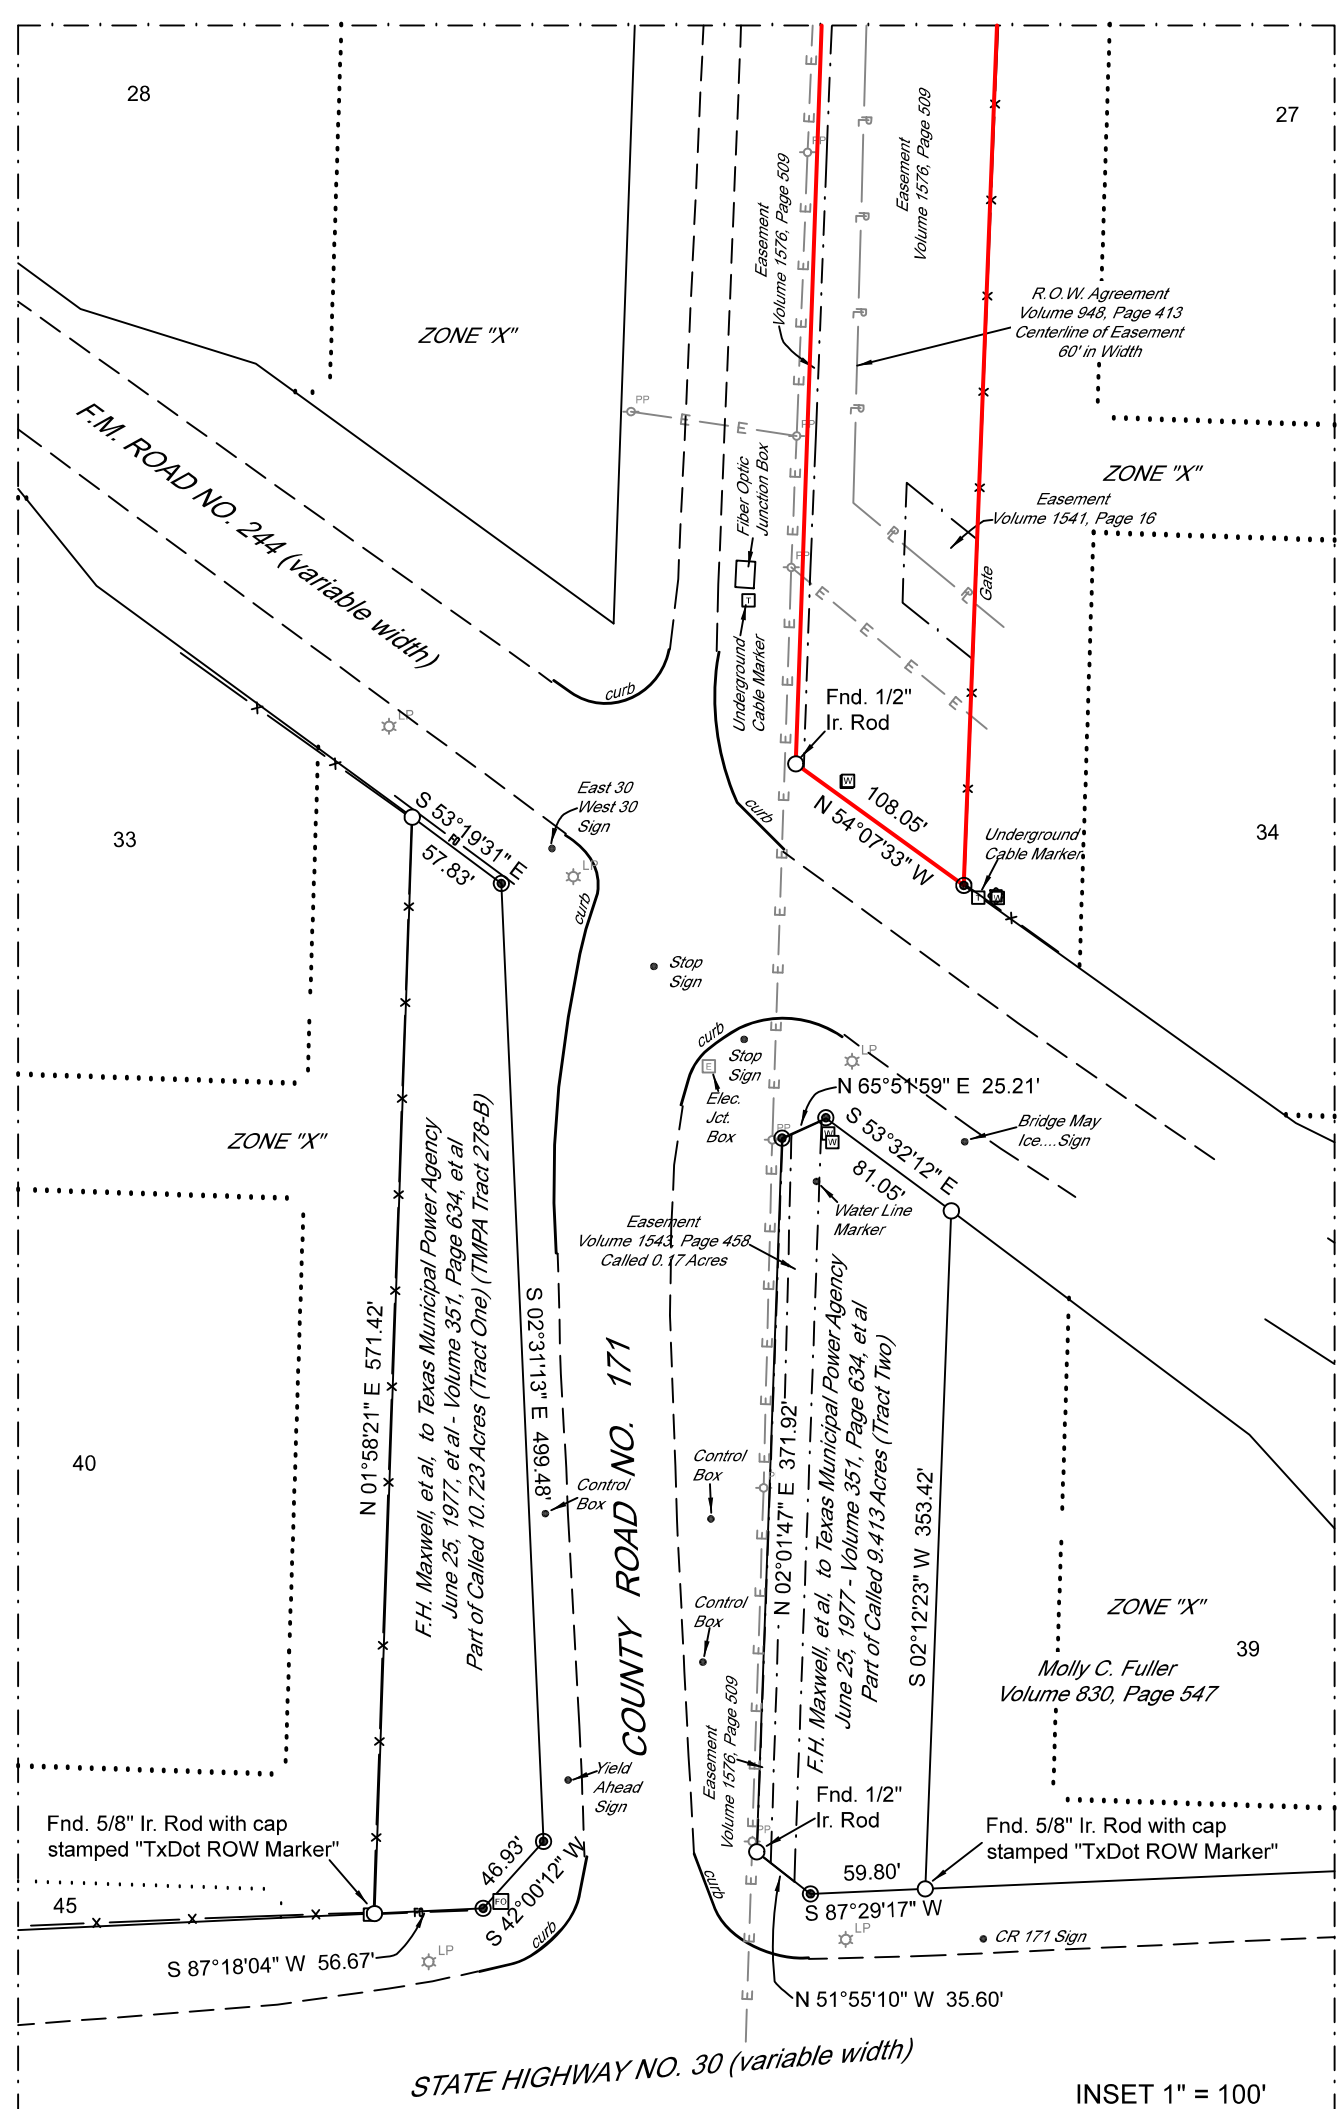 28
27
Easement
Volume 1576, Page 509
Easement
Volume 1576, Page 509
R.O.W. Agreement
Volume 948, Page 413
Centerline of Easement
60' in Width
ZONE "X"
PP
PP
PP
F.M. ROAD NO. 244 (variable width)
Fiber Optic
Junction Box
ZONE "X"
Easement
Volume 1541, Page 16
PP
Gate
T
Underground
Cable Marker
curb
Fnd. 1/2"
Ir. Rod
LP
W
108.05'
N 54°07'33" W
curb
East 30
West 30
Sign
S 53°19'31" E
57.83'
33
34
Underground
Cable Marker
T
W
LP
curb
Stop
Sign
curb
Stop
Sign
LP
E
Elec.
Jct.
Box
N 65°51'59" E 25.21'
PP
W
W
S 53°32'12" E
81.05'
Bridge May
Ice....Sign
ZONE "X"
Water Line
Marker
Easement
Volume 1543, Page 458
Called 0.17 Acres
F.H. Maxwell, et al, to Texas Municipal Power Agency
June 25, 1977, et al - Volume 351, Page 634, et al
Part of Called 10.723 Acres (Tract One) (TMPA Tract 278-B)
N 01°58'21" E 571.42'
S 02°31'13" E 499.48'
COUNTY ROAD NO. 171
F.H. Maxwell, et al, to Texas Municipal Power Agency
June 25, 1977 - Volume 351, Page 634, et al
Part of Called 9.413 Acres (Tract Two)
N 02°01'47" E 371.92'
S 02°12'23" W 353.42'
40
Control
Box
Control
Box
Control
Box
ZONE "X"
39
Molly C. Fuller
Volume 830, Page 547
Easement
Volume 1576, Page 509
Yield
Ahead
Sign
Fnd. 5/8" Ir. Rod with cap
stamped "TxDot ROW Marker"
Fnd. 1/2"
Ir. Rod
PP
Fnd. 5/8" Ir. Rod with cap
stamped "TxDot ROW Marker"
46.93'
S 42°00'12" W
FO
45
59.80'
S 87°29'17" W
curb
curb
S 87°18'04" W 56.67'
LP
LP
CR 171 Sign
N 51°55'10" W 35.60'
STATE HIGHWAY NO. 30 (variable width)
INSET 1" = 100'